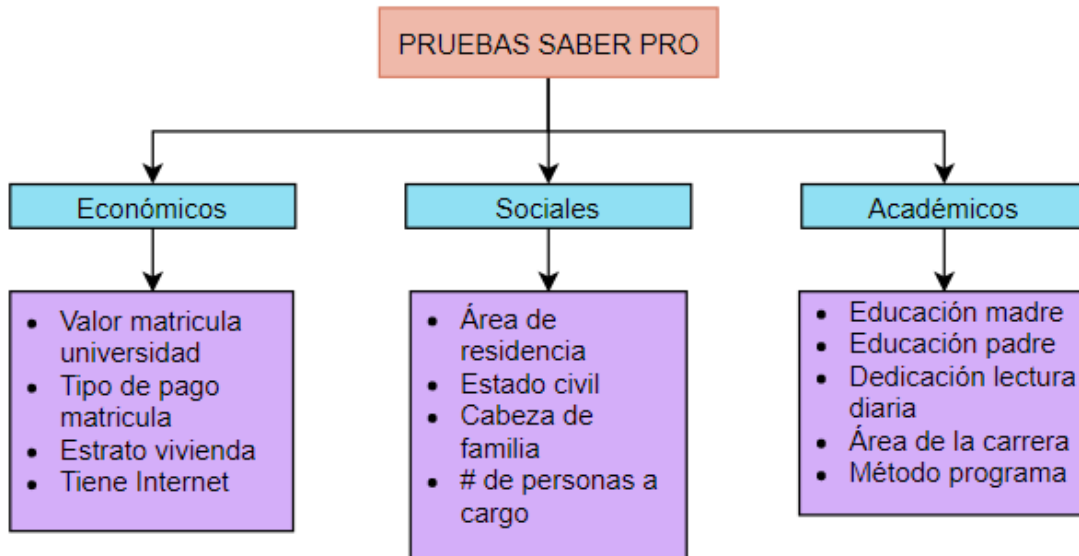 PRUEBAS SABER PRO
Económicos
Sociales
Académicos
• Valor matricula
universidad
• Tipo de pago
matricula
• Estrato vivienda
• Tiene Internet
• Área de
residencia
• Estado civil
• Cabeza de
familia
• # de personas a
cargo
• Educación madre
• Educación padre
• Dedicación lectura
diaria
• Área de la carrera
• Método programa